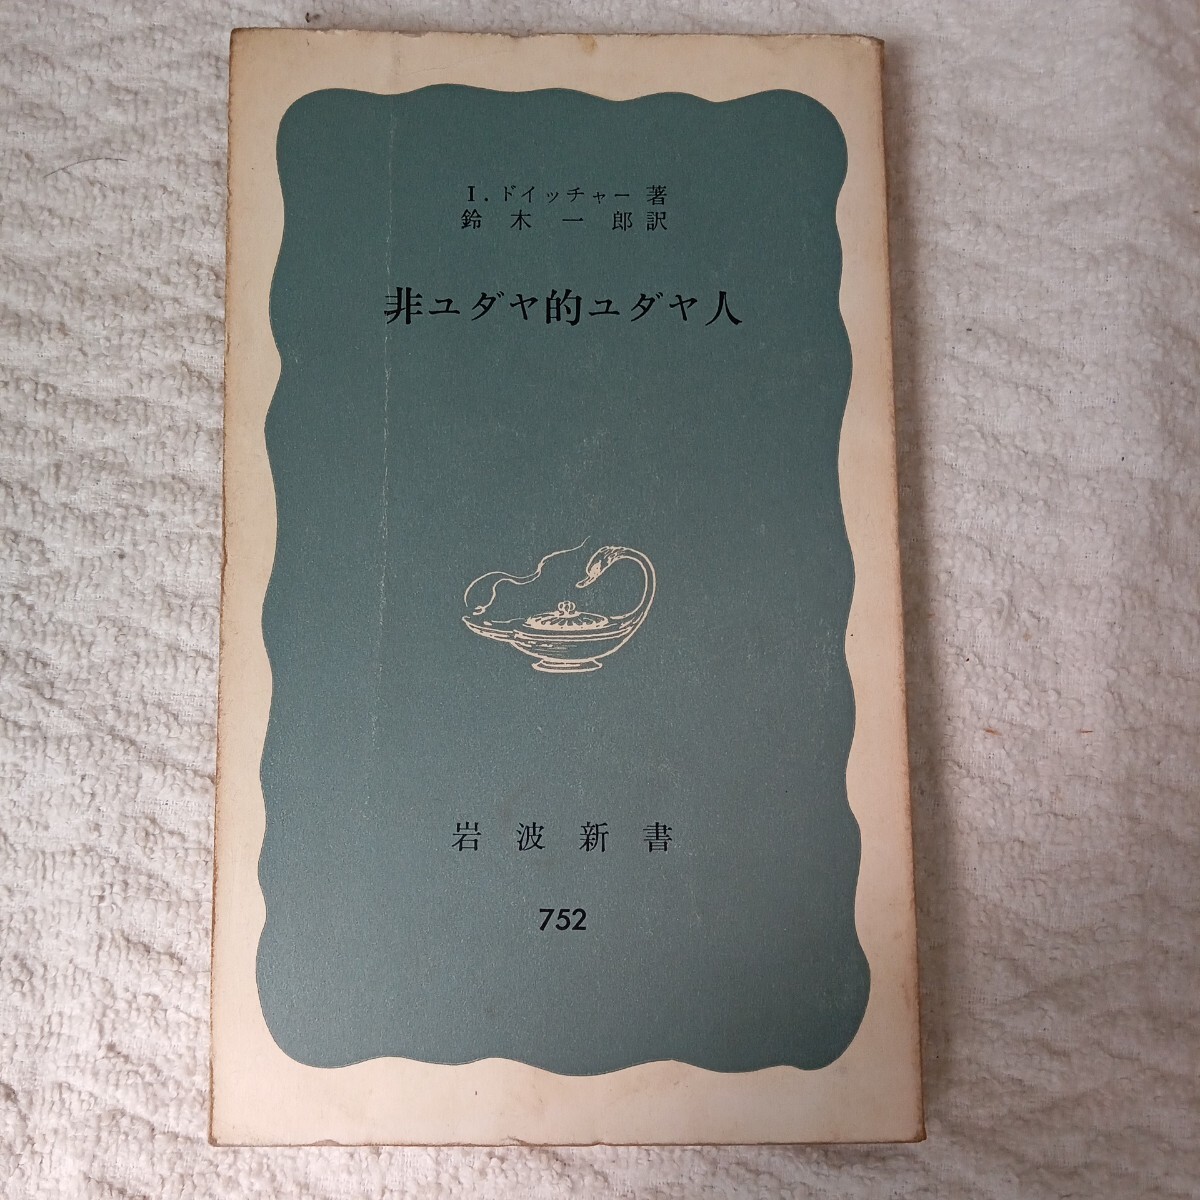 I. ドイッチャー 著
鈴木一郎訳
非ユダヤ的ユダヤ人
岩波新書
752